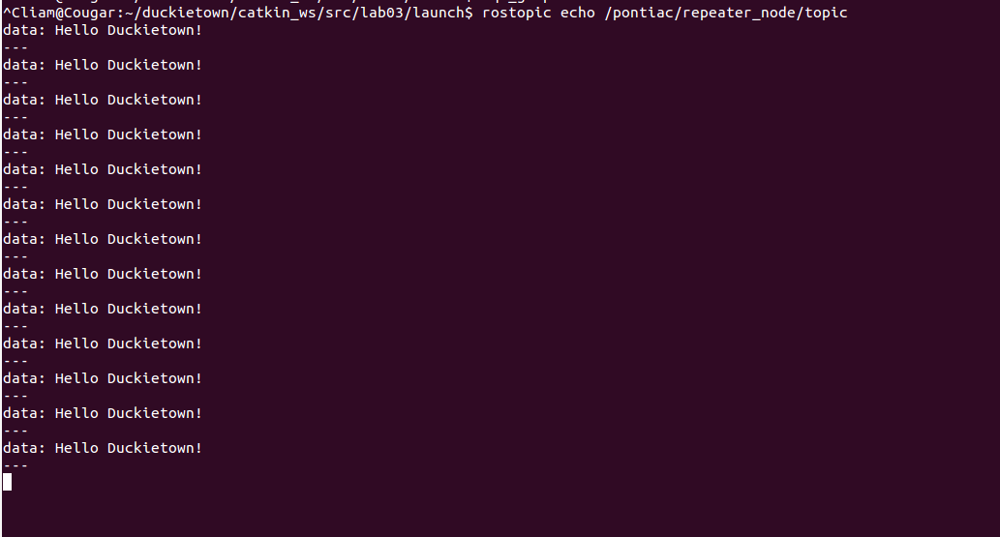 ^Cliam@Cougar:~/duckietown/catkin_ws/src/lab03/launch$ rostopic echo /pontiac/repeater_node/topic
data: Hello Duckietown!
---
data: Hello Duckietown!
---
data: Hello Duckietown!
---
data: Hello Duckietown!
---
data: Hello Duckietown!
---
data: Hello Duckietown!
---
data: Hello Duckietown!
---
data: Hello Duckietown!
---
data: Hello Duckietown!
---
data: Hello Duckietown!
---
data: Hello Duckietown!
---
data: Hello Duckietown!
---
data: Hello Duckietown!
---